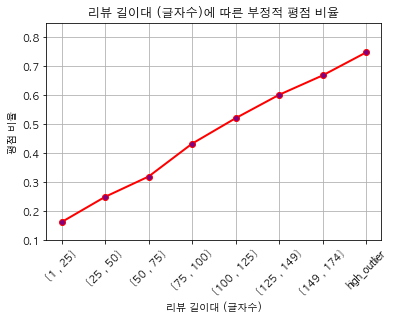 리뷰 길이대 (글자수)에 따른 부정적 평점 비율
평점 비율
0.8
0.7
0.6
0.5
0.4
0.3
0.2
0.1
(1 , 25)
(25 , 50)
(50 , 75)
(75 , 100)
(100 , 125)
(125 , 149)
(149 , 174)
high_outlier
리뷰 길이대 (글자수)